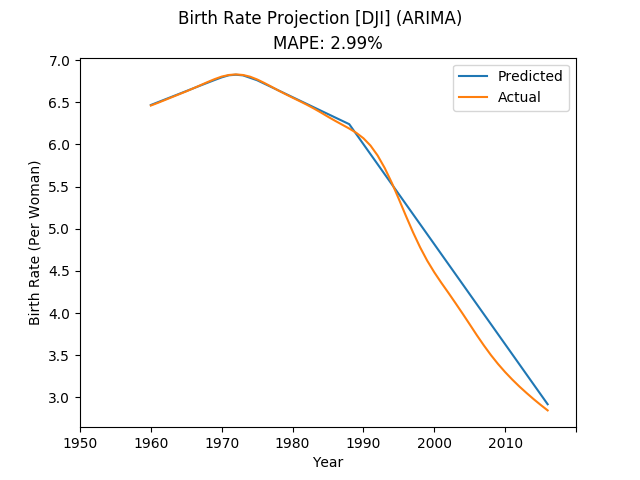 Birth Rate Projection [DJI] (ARIMA)
MAPE: 2.99%
Predicted
Actual
7.0
6.5
6.0
5.5
5.0
4.5
4.0
3.5
3.0
Birth Rate (Per Woman)
1950 1960 1970 1980 1990 2000 2010
Year